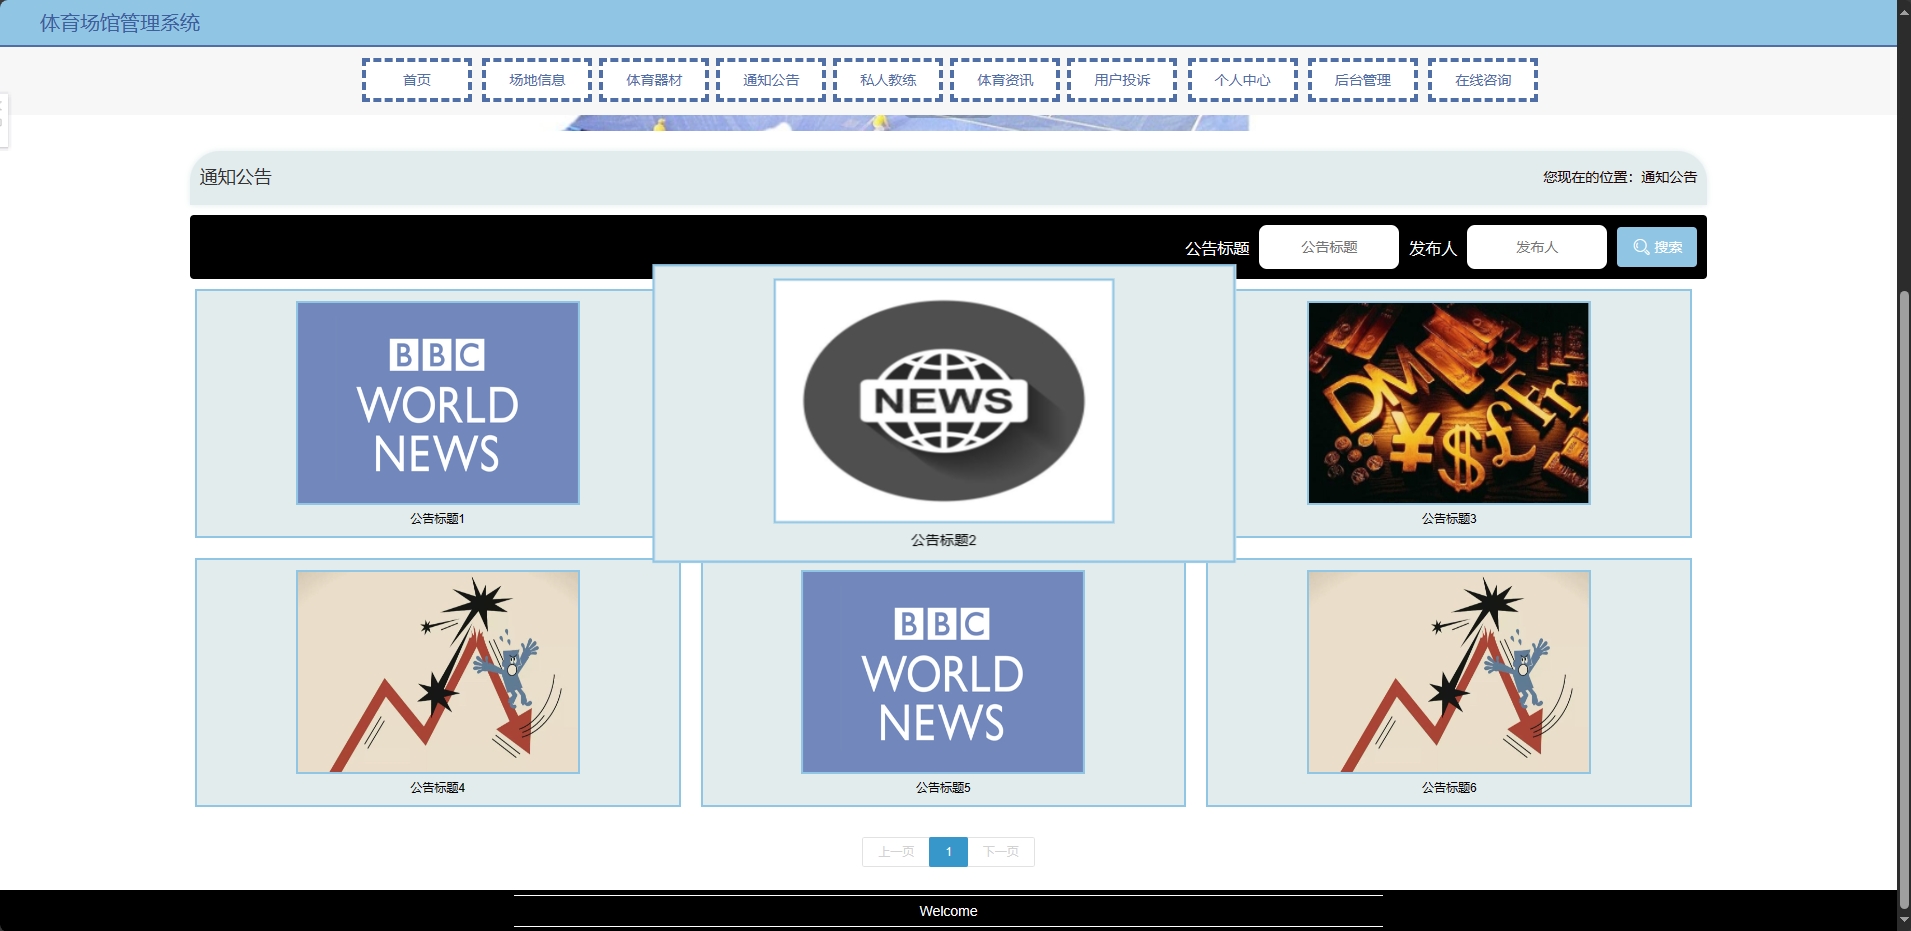 体育场馆管理系统
首页 场地信息 体育器材 通知公告 私人教练 体育资讯 用户投诉 个人中心 后台管理 在线咨询
通知公告 您现在的位置：通知公告
公告标题 公告标题 发布人 发布人 搜索
BBC
WORLD
NEWS
公告标题1
NEWS
公告标题2
DM
¥$£Fr
公告标题3
公告标题4
BBC
WORLD
NEWS
公告标题5
公告标题6
上一页 1 下一页
Welcome